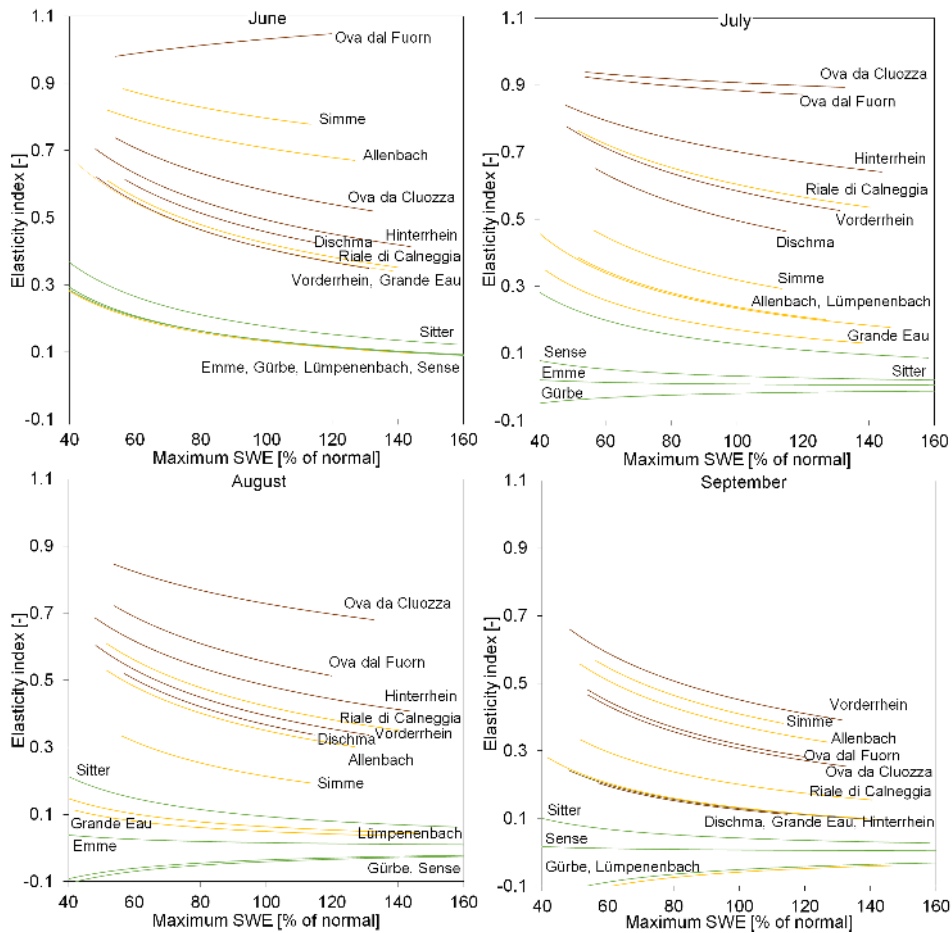 June
1.1
0.9
0.7
0.5
0.3
0.1
-0.1
Elasticity index [-]
Ova dal Fuorn
Simme
Allenbach
Ova da Cluozza
Hinterrhein
Dischma
Riale di Calneggia
Vorderrhein, Grande Eau
Sitter
Emme, Gürbe, Lümpenenbach, Sense
40 60 80 100 120 140 160
Maximum SWE [% of normal]
July
1.1
0.9
0.7
0.5
0.3
0.1
-0.1
Elasticity index [-]
Ova da Cluozza
Ova dal Fuorn
Hinterrhein
Riale di Calneggia
Vorderrhein
Dischma
Simme
Allenbach, Lümpenenbach
Grande Eau
Sense
Emme
Sitter
Gürbe
40 60 80 100 120 140 160
Maximum SWE [% of normal]
August
1.1
0.9
0.7
0.5
0.3
0.1
-0.1
Elasticity index [-]
Ova da Cluozza
Ova dal Fuorn
Hinterrhein
Riale di Calneggia
Vorderrhein
Dischma
Allenbach
Simme
Sitter
Grande Eau
Lümpenenbach
Emme
Gürbe. Sense
40 60 80 100 120 140 160
Maximum SWE [% of normal]
September
1.1
0.9
0.7
0.5
0.3
0.1
-0.1
Elasticity index [-]
Vorderrhein
Simme
Allenbach
Ova dal Fuorn
Ova da Cluozza
Riale di Calneggia
Dischma, Grande Eau, Hinterrhein
Sitter
Sense
Gürbe, Lümpenenbach
40 60 80 100 120 140 160
Maximum SWE [% of normal]